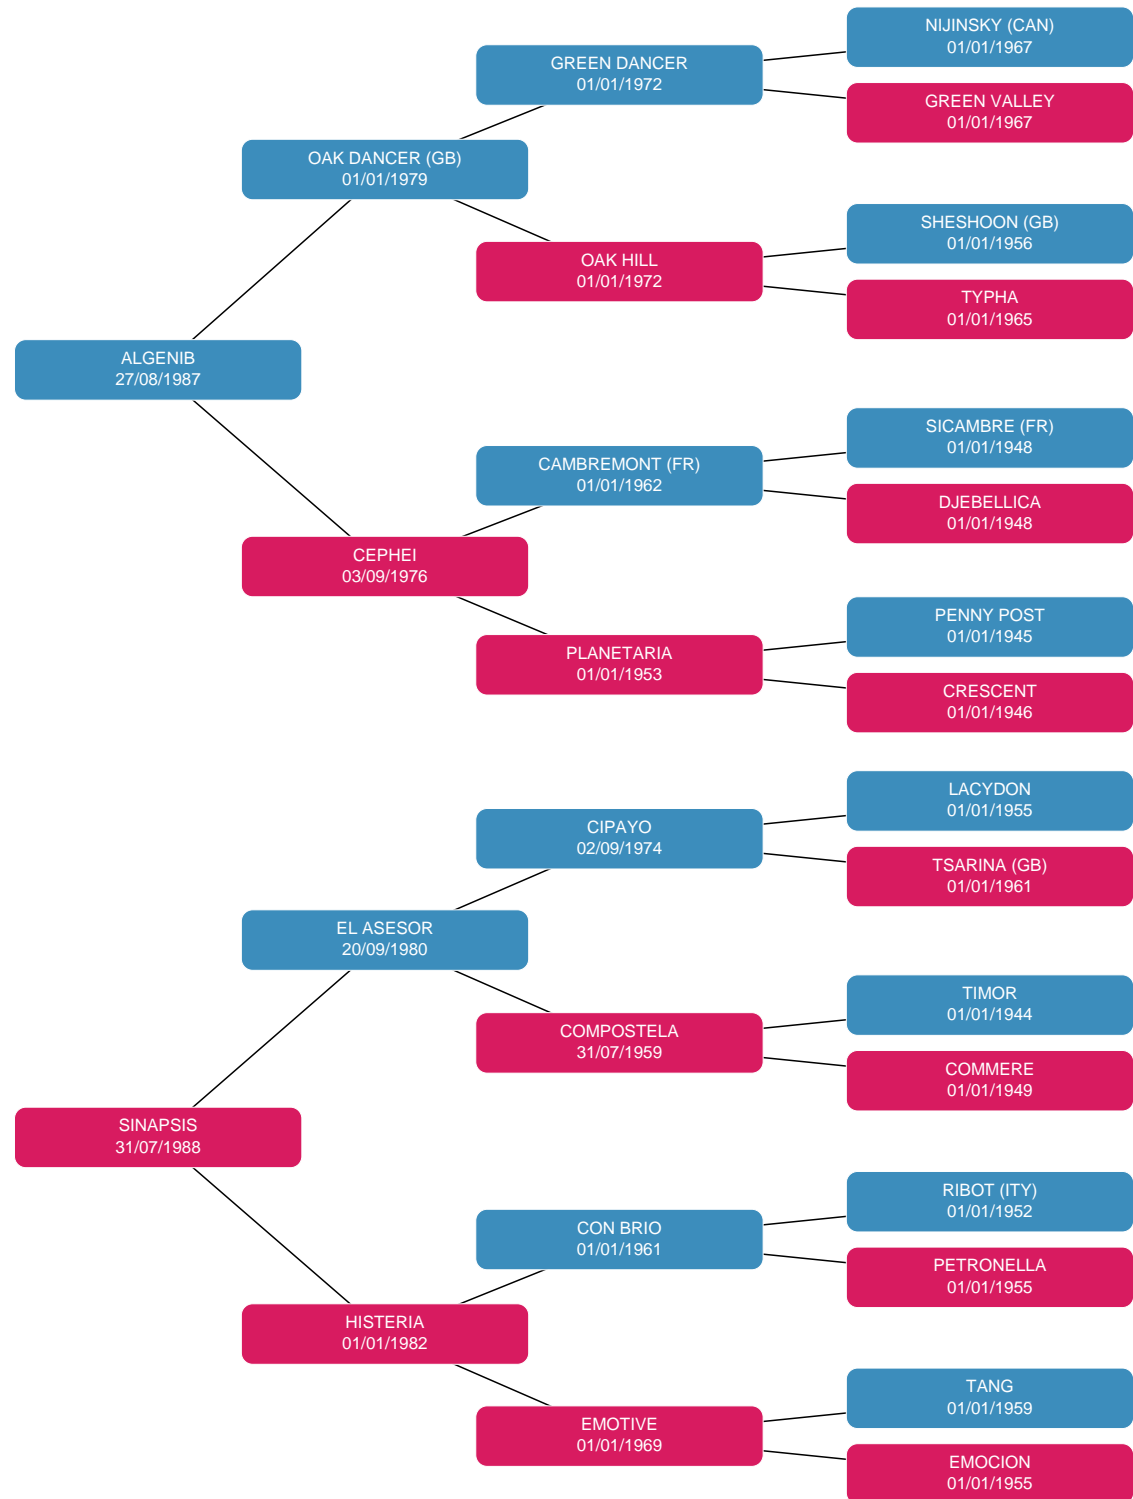 NIJINSKY (CAN)
01/01/1967
GREEN DANCER
01/01/1972
GREEN VALLEY
01/01/1967
OAK DANCER (GB)
01/01/1979
SHESHOON (GB)
01/01/1956
OAK HILL
01/01/1972
TYPHA
01/01/1965
ALGENIB
27/08/1987
SICAMBRE (FR)
01/01/1948
CAMBREMONT (FR)
01/01/1962
DJEBELLICA
01/01/1948
CEPHEI
03/09/1976
PENNY POST
01/01/1945
PLANETARIA
01/01/1953
CRESCENT
01/01/1946
LACYDON
01/01/1955
CIPAYO
02/09/1974
TSARINA (GB)
01/01/1961
EL ASESOR
20/09/1980
TIMOR
01/01/1944
COMPOSTELA
31/07/1959
COMMERE
01/01/1949
SINAPSIS
31/07/1988
RIBOT (ITY)
01/01/1952
CON BRIO
01/01/1961
PETRONELLA
01/01/1955
HISTERIA
01/01/1982
TANG
01/01/1959
EMOTIVE
01/01/1969
EMOCION
01/01/1955